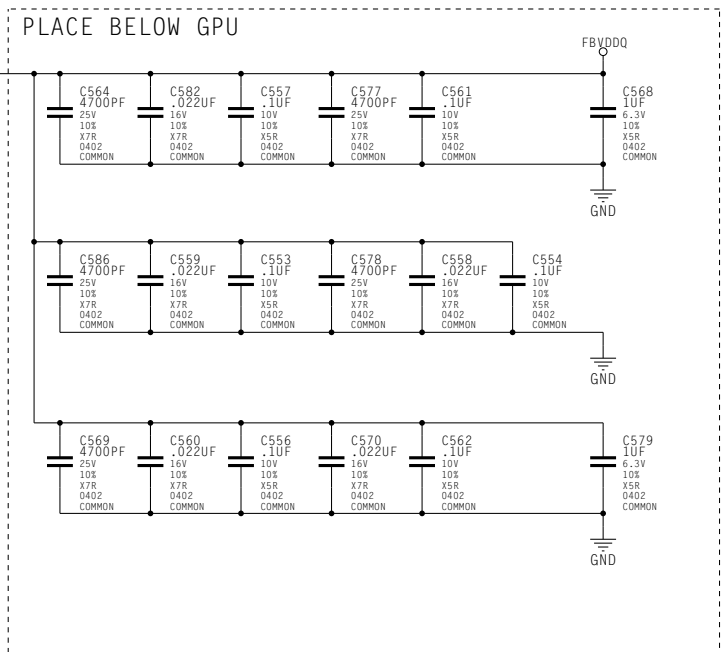 PLACE BELOW GPU
FBVDDQ
C564
4700PF
25V
10%
X7R
0402
COMMON
C582
.022UF
16V
10%
X7R
0402
COMMON
C557
.1UF
10V
10%
X5R
0402
COMMON
C577
4700PF
25V
10%
X7R
0402
COMMON
C561
.1UF
10V
10%
X5R
0402
COMMON
C568
1UF
6.3V
10%
X5R
0402
COMMON
GND
C586
4700PF
25V
10%
X7R
0402
COMMON
C559
.022UF
16V
10%
X7R
0402
COMMON
C553
.1UF
10V
10%
X5R
0402
COMMON
C578
4700PF
25V
10%
X7R
0402
COMMON
C558
.022UF
16V
10%
X7R
0402
COMMON
C554
.1UF
10V
10%
X5R
0402
COMMON
GND
C569
4700PF
25V
10%
X7R
0402
COMMON
C560
.022UF
16V
10%
X7R
0402
COMMON
C556
.1UF
10V
10%
X5R
0402
COMMON
C570
.022UF
16V
10%
X7R
0402
COMMON
C562
.1UF
10V
10%
X5R
0402
COMMON
C579
1UF
6.3V
10%
X5R
0402
COMMON
GND